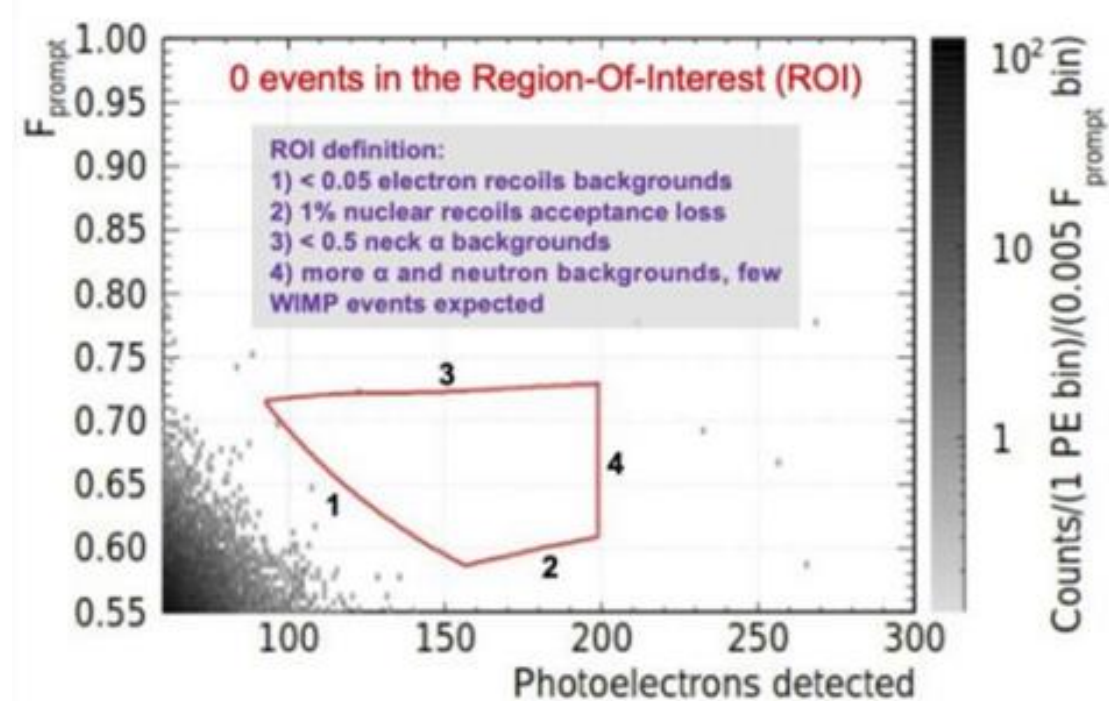 1.00
0.95
0.90
0.85
0.80
0.75
0.70
0.65
0.60
0.55
F prompt
0 events in the Region-Of-Interest (ROI)
ROI definition:
1) < 0.05 electron recoils backgrounds
2) 1% nuclear recoils acceptance loss
3) < 0.5 neck α backgrounds
4) more α and neutron backgrounds, few
WIMP events expected
3
4
1
2
100 150 200 250 300
Photoelectrons detected
10²
10
1
Counts/(1 PE bin)/(0.005 F prompt bin)